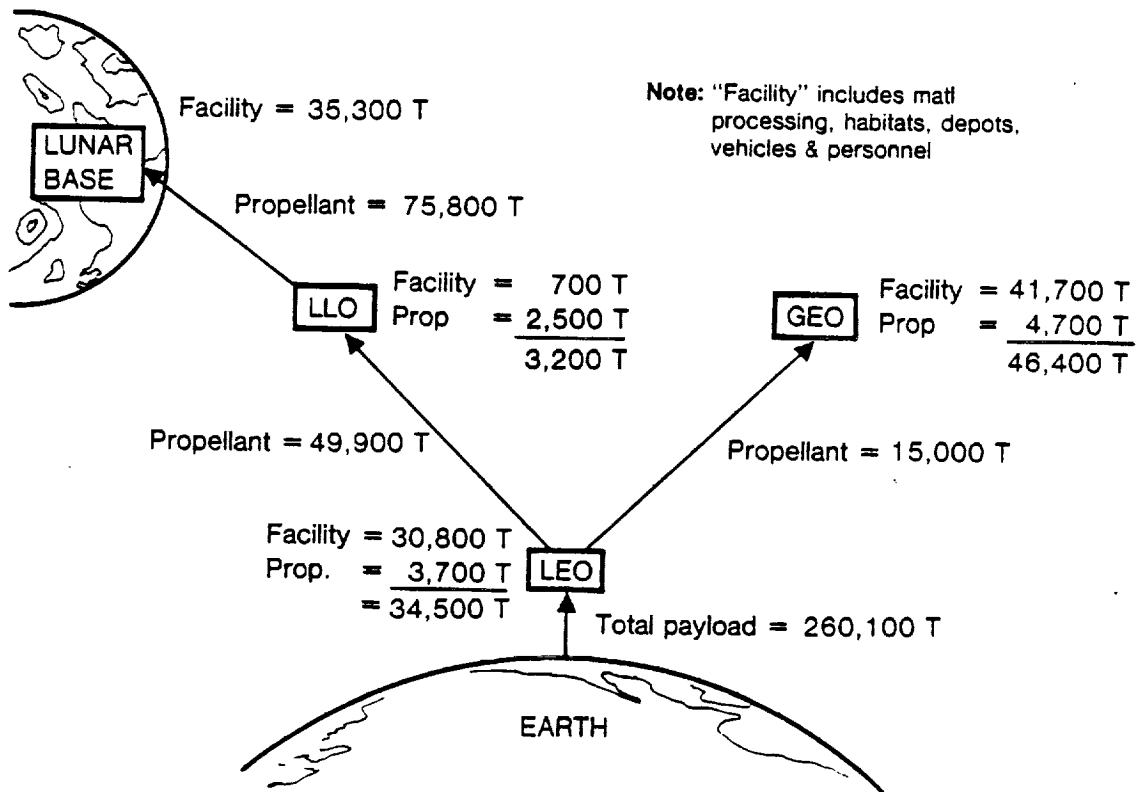 Facility = 35,300 T
Note: "Facility" includes matl
processing, habitats, depots,
vehicles & personnel
LUNAR
BASE
Propellant = 75,800 T
LLO
Facility = 700 T
Prop = 2,500 T
3,200 T
GEO
Facility = 41,700 T
Prop = 4,700 T
46,400 T
Propellant = 49,900 T
Propellant = 15,000 T
Facility = 30,800 T
Prop. = 3,700 T
= 34,500 T
LEO
Total payload = 260,100 T
EARTH